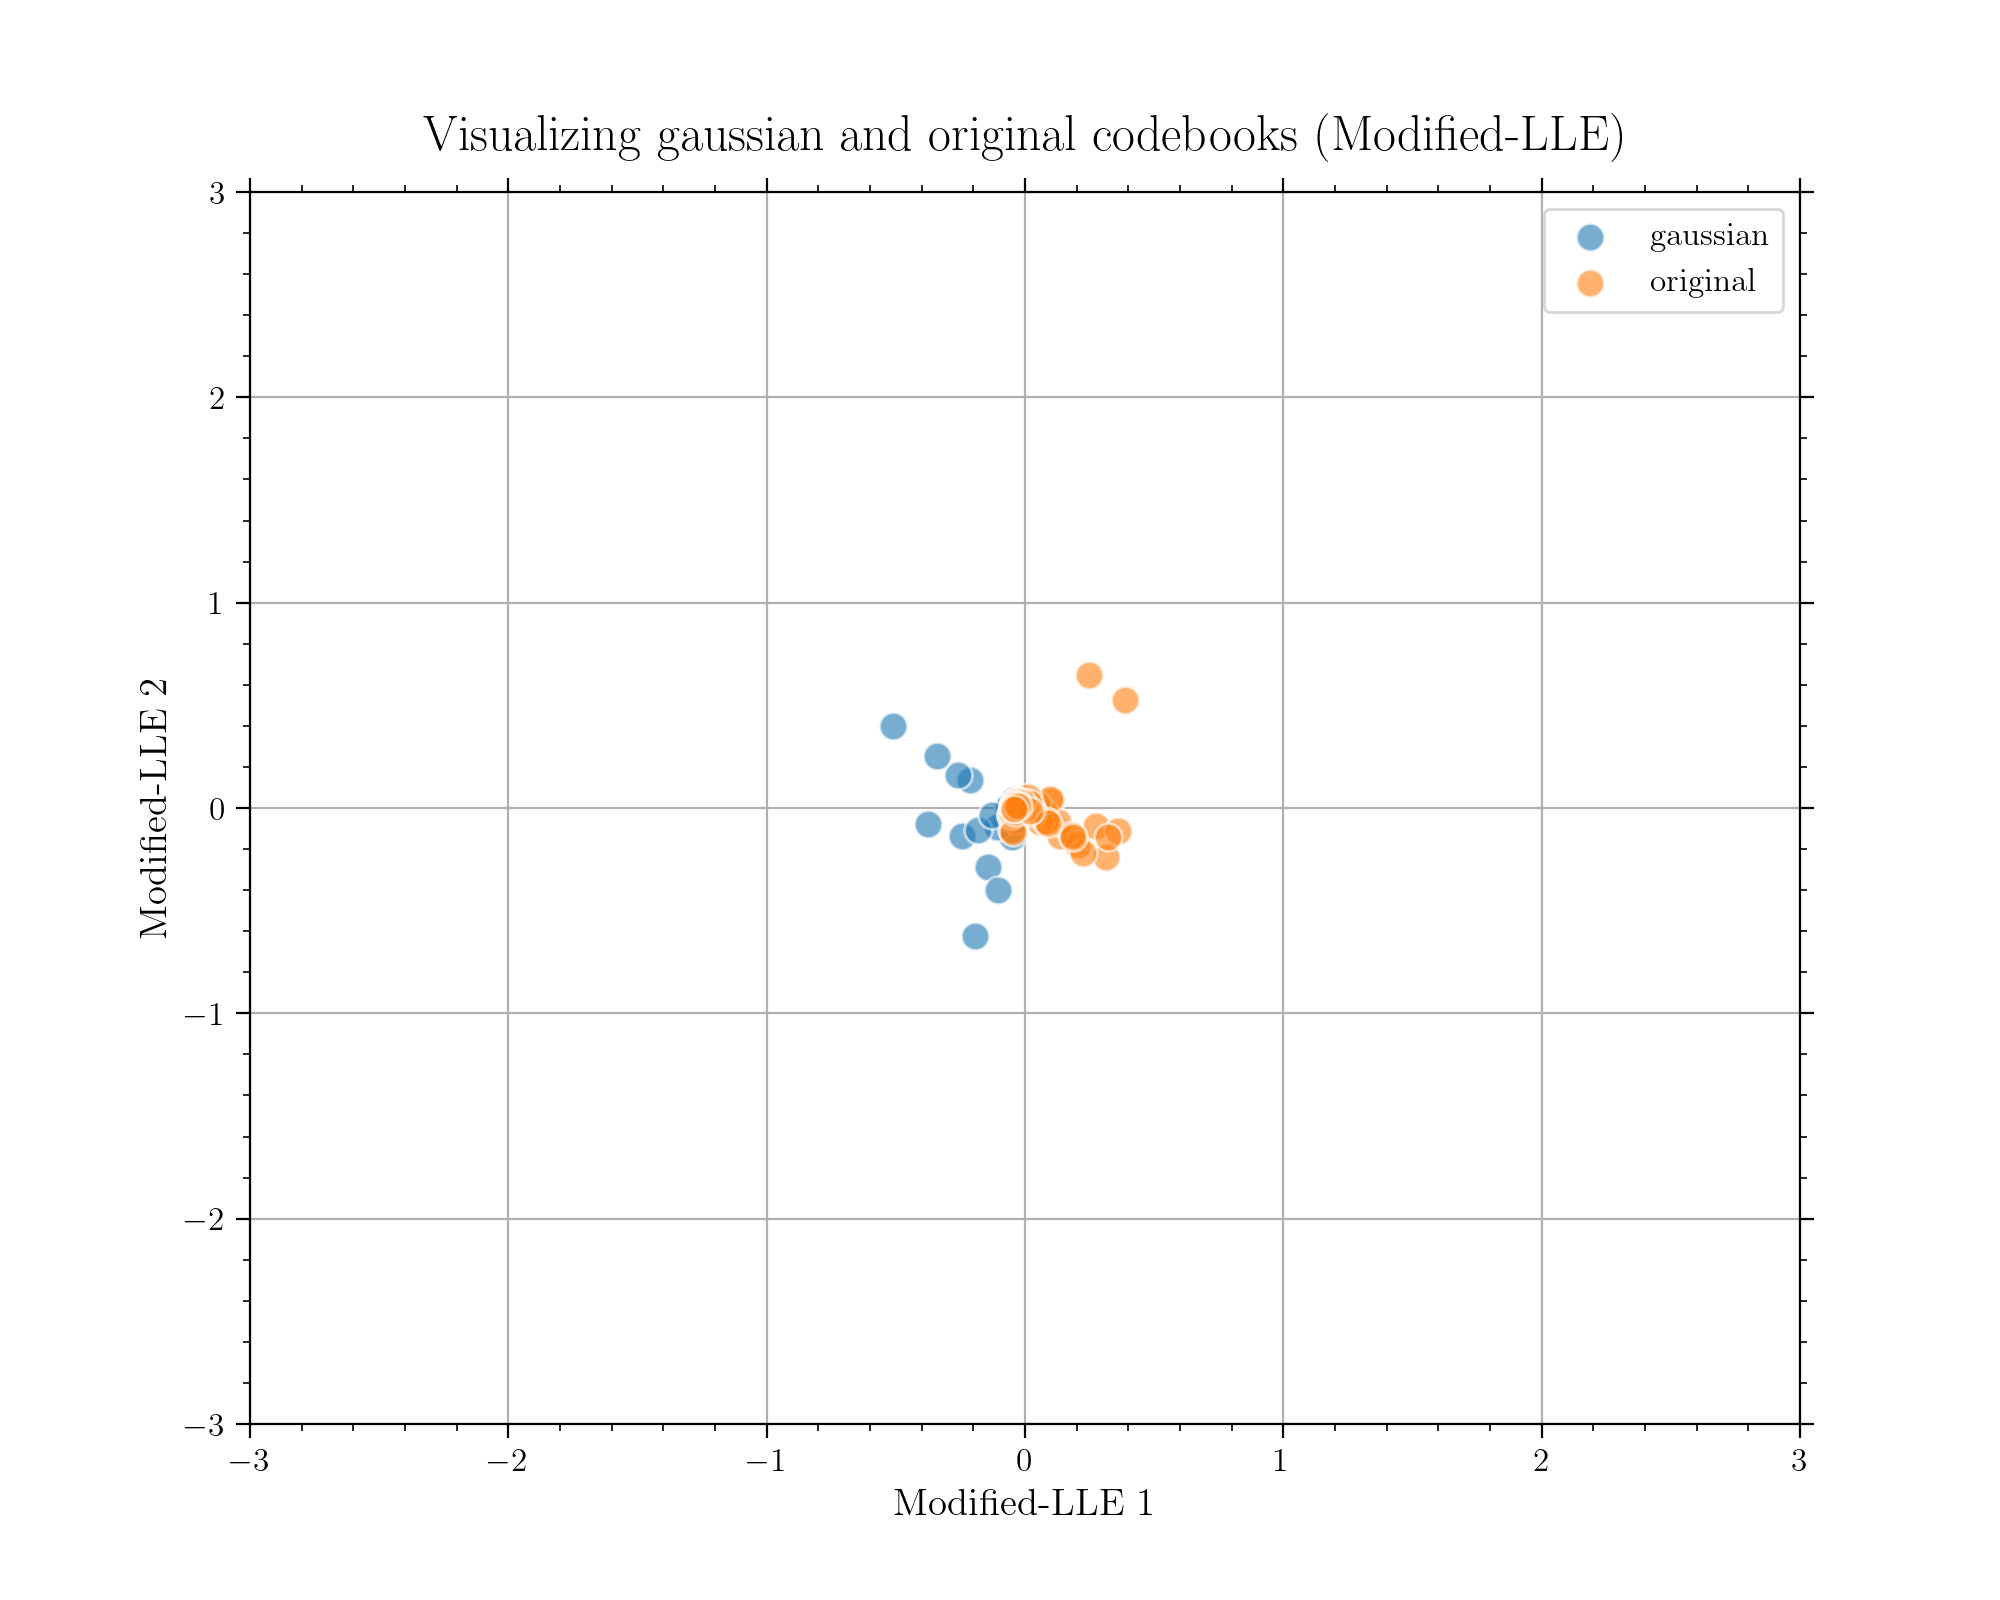 Visualizing gaussian and original codebooks (Modified-LLE)
gaussian
original
3
2
1
0
−1
−2
−3
Modified-LLE 2
−3
−2
−1
0
1
2
3
Modified-LLE 1